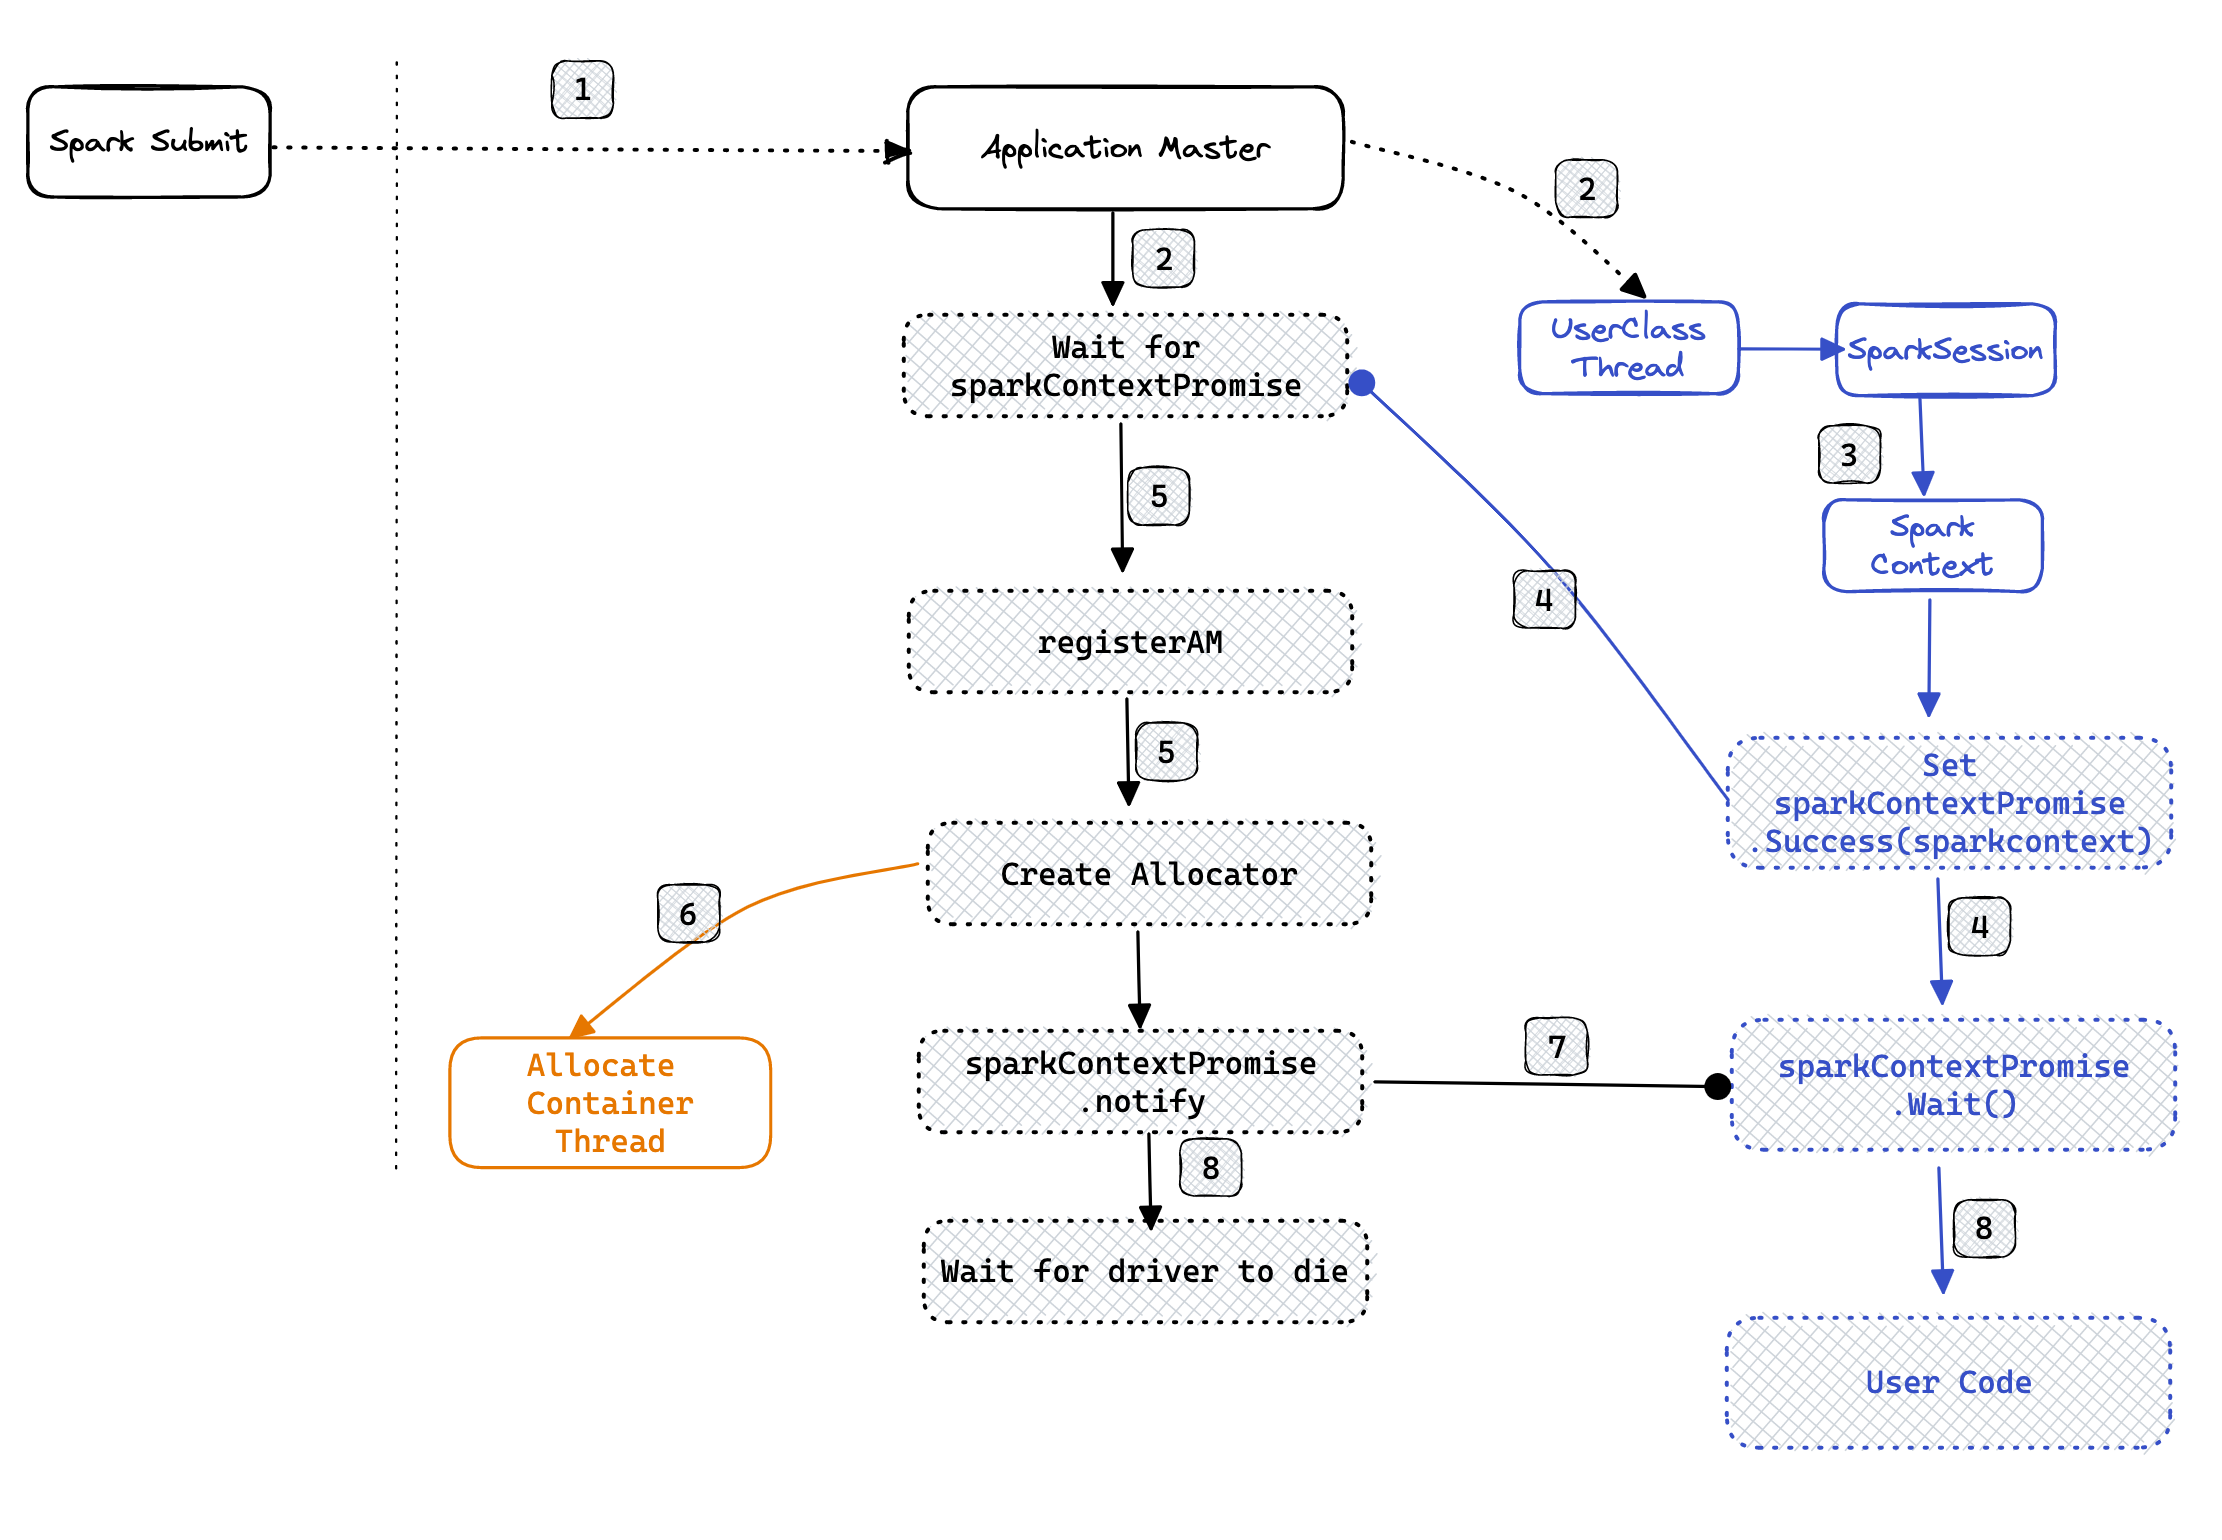 1
Spark Submit
Application Master
2
2
Wait for
sparkContextPromise
UserClass
Thread
SparkSession
3
5
Spark
Context
4
registerAM
5
Set
sparkContextPromise
.Success(sparkcontext)
Create Allocator
6
4
Allocate
Container
Thread
sparkContextPromise
.notify
7
sparkContextPromise
.Wait()
8
8
Wait for driver to die
User Code